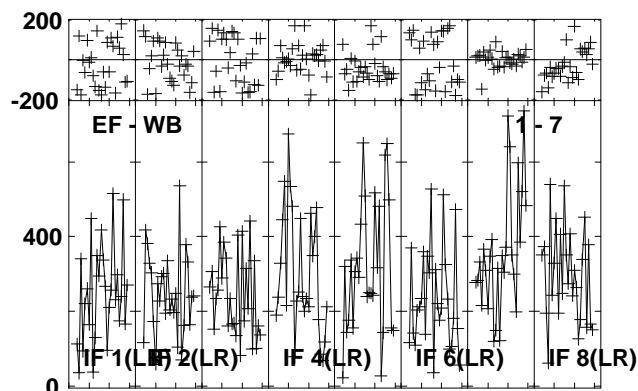 200
-200
EF - WB 1 - 7
400
IF 1(LR) IF 2(LR) IF 4(LR) IF 6(LR) IF 8(LR)
0